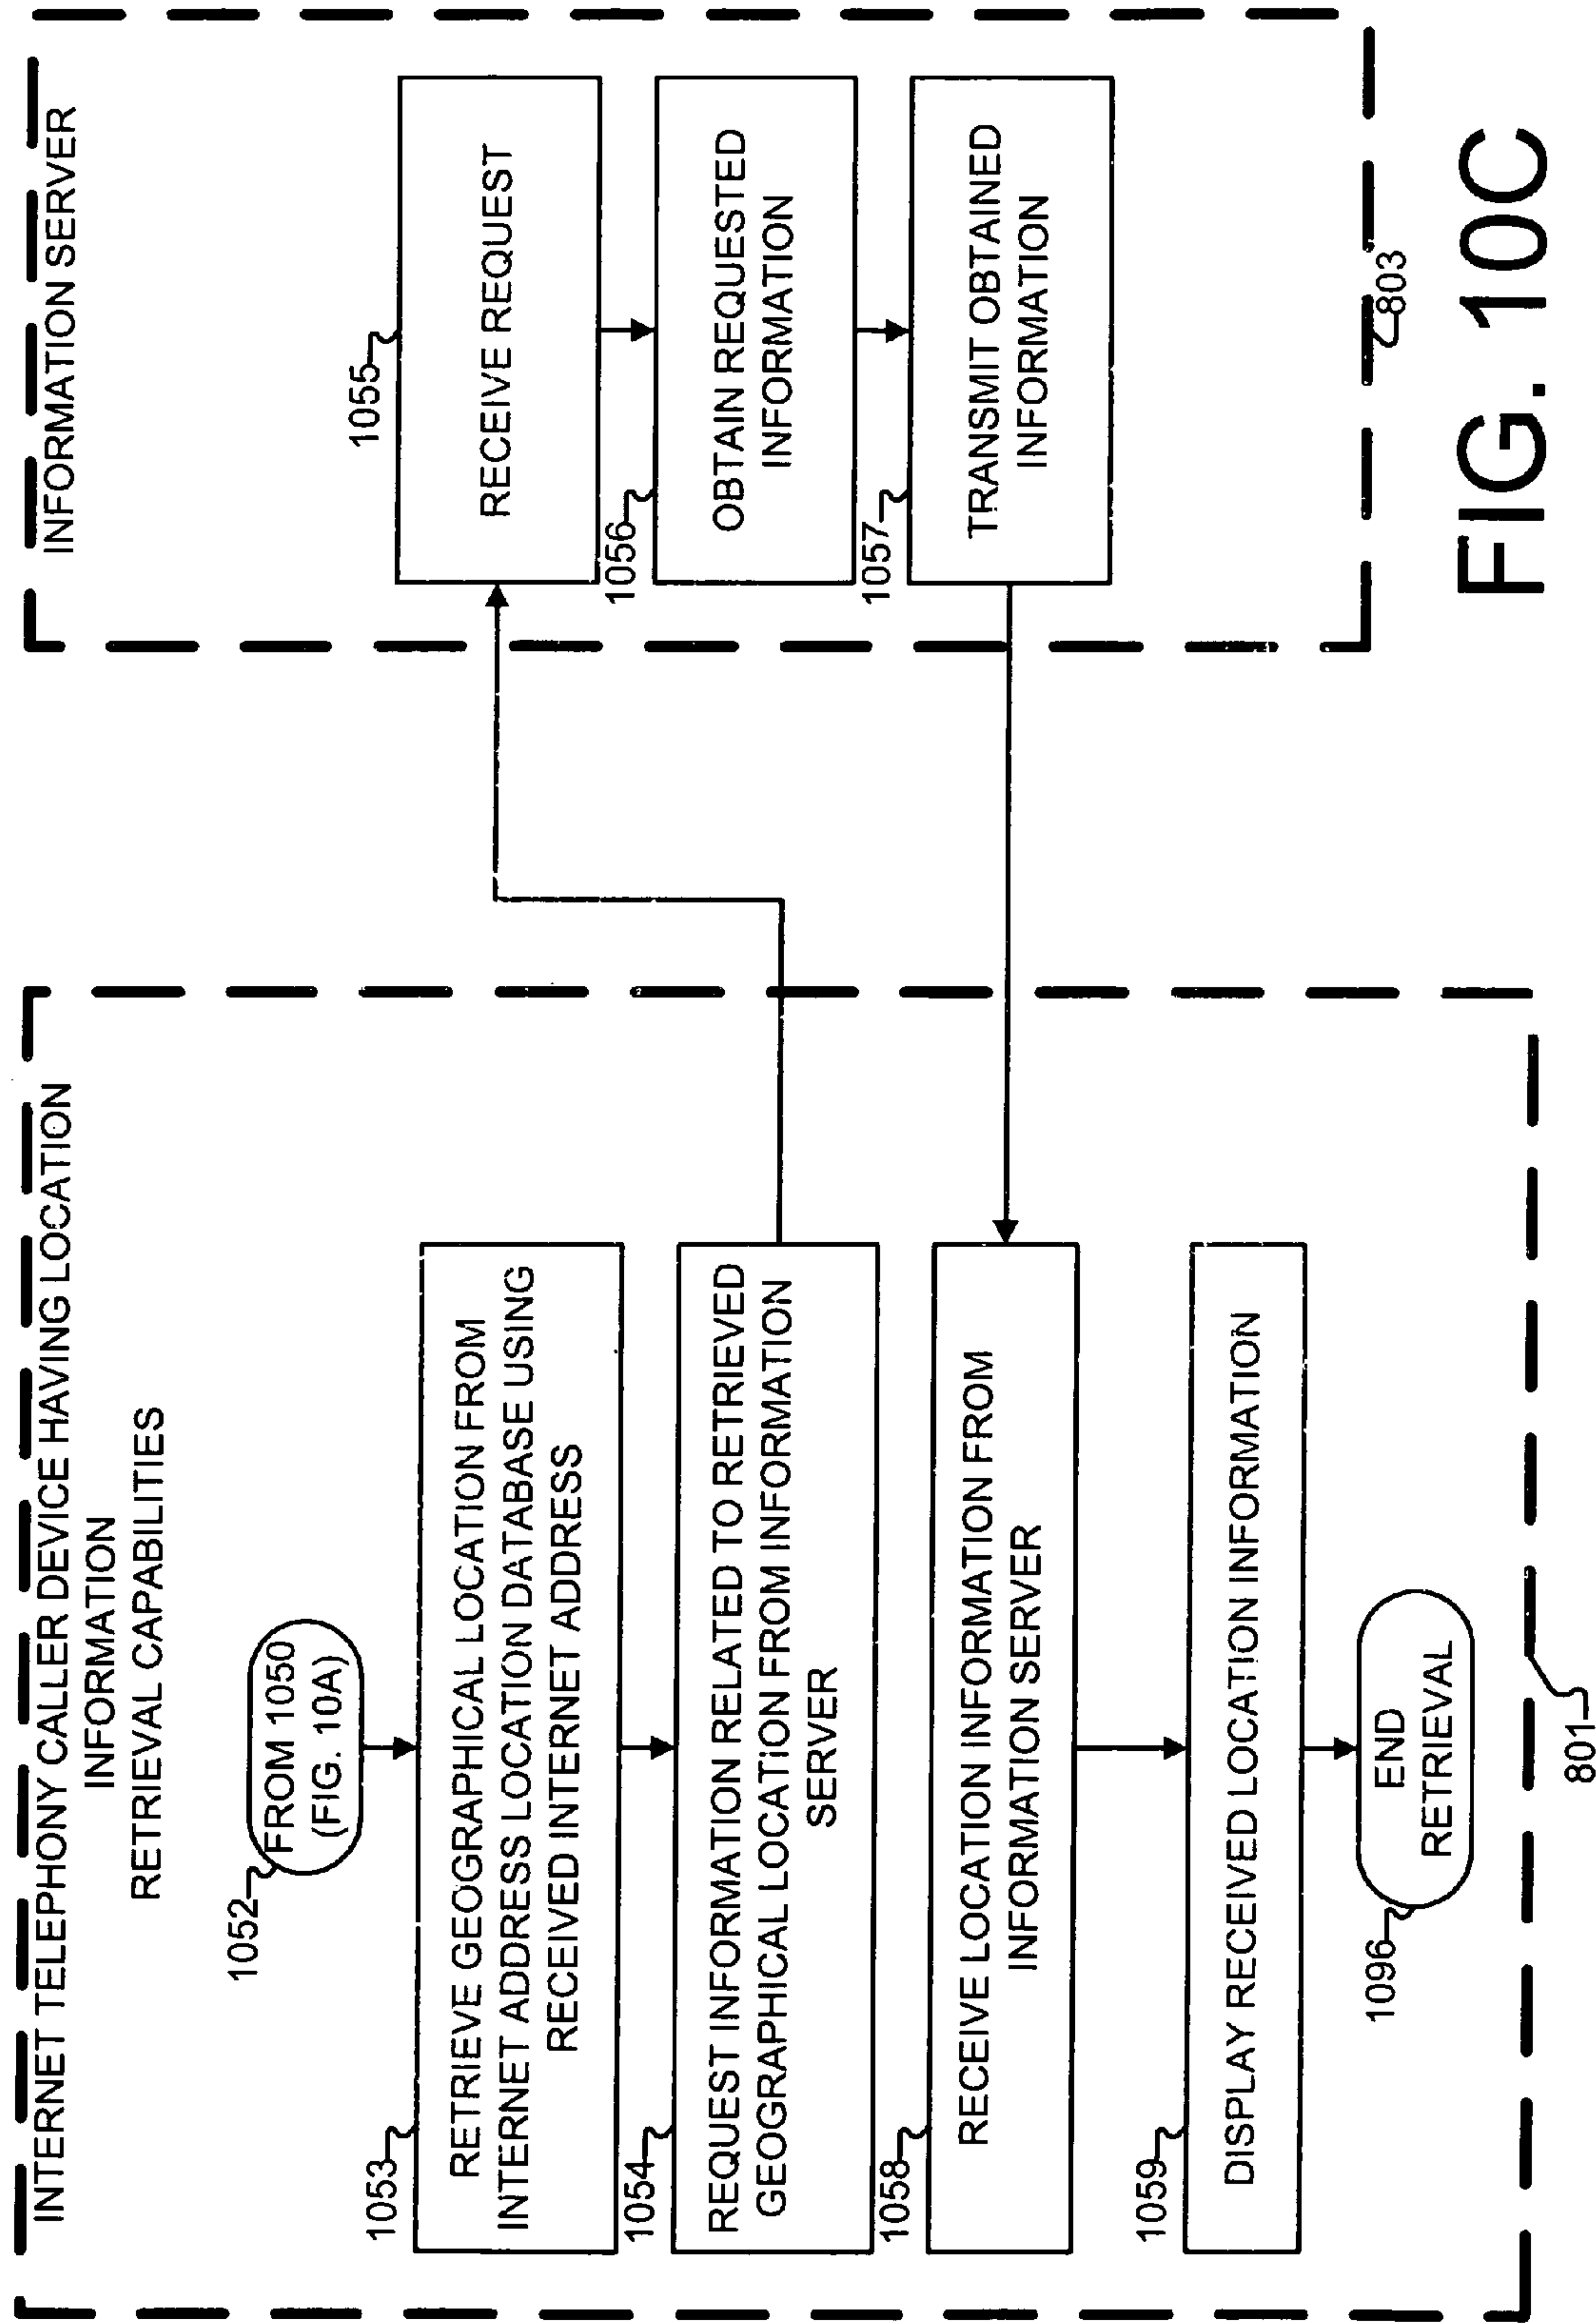 INTERNET TELEPHONY CALLER DEVICE HAVING LOCATION
INFORMATION
RETRIEVAL CAPABILITIES
1052
FROM 1050
(FIG. 10A)
1053
RETRIEVE GEOGRAPHICAL LOCATION FROM
INTERNET ADDRESS LOCATION DATABASE USING
RECEIVED INTERNET ADDRESS
1054
REQUEST INFORMATION RELATED TO RETRIEVED
GEOGRAPHICAL LOCATION FROM INFORMATION
SERVER
1058
RECEIVE LOCATION INFORMATION FROM
INFORMATION SERVER
1059
DISPLAY RECEIVED LOCATION INFORMATION
1096
END
RETRIEVAL
801
INFORMATION SERVER
1055
RECEIVE REQUEST
1056
OBTAIN REQUESTED
INFORMATION
1057
TRANSMIT OBTAINED
INFORMATION
803
FIG. 10C